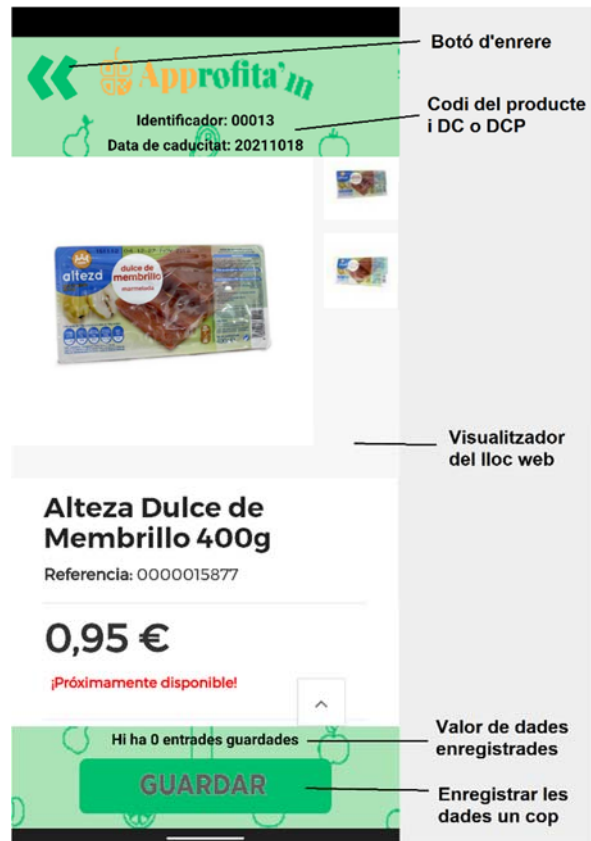 Approfita'm
Identificador: 00013
Data de caducitat: 20211018
Botó d'enrere
Codi del producte
i DC o DCP
alteza
dulce de
membrillo
marmelada
Visualitzador
del lloc web
Alteza Dulce de
Membrillo 400g
Referencia: 0000015877
0,95 €
¡Próximamente disponible!
Hi ha 0 entrades guardades
GUARDAR
Valor de dades
enregistrades
Enregistrar les
dades un cop